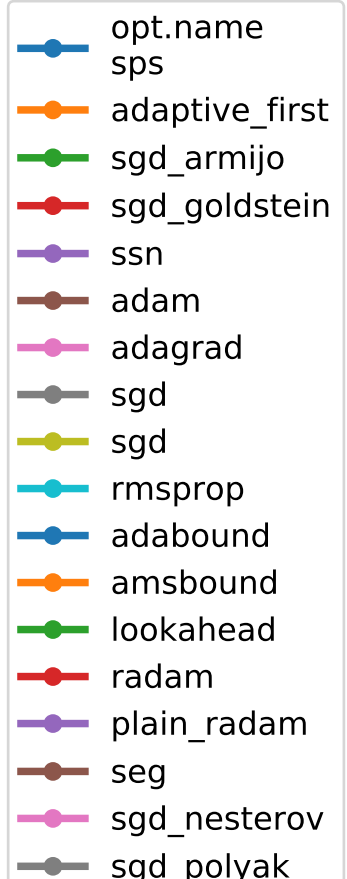 opt.name
sps
adaptive_first
sgd_armijo
sgd_goldstein
ssn
adam
adagrad
sgd
sgd
rmsprop
adabound
amsbound
lookahead
radam
plain_radam
seg
sgd_nesterov
sgd_polyak